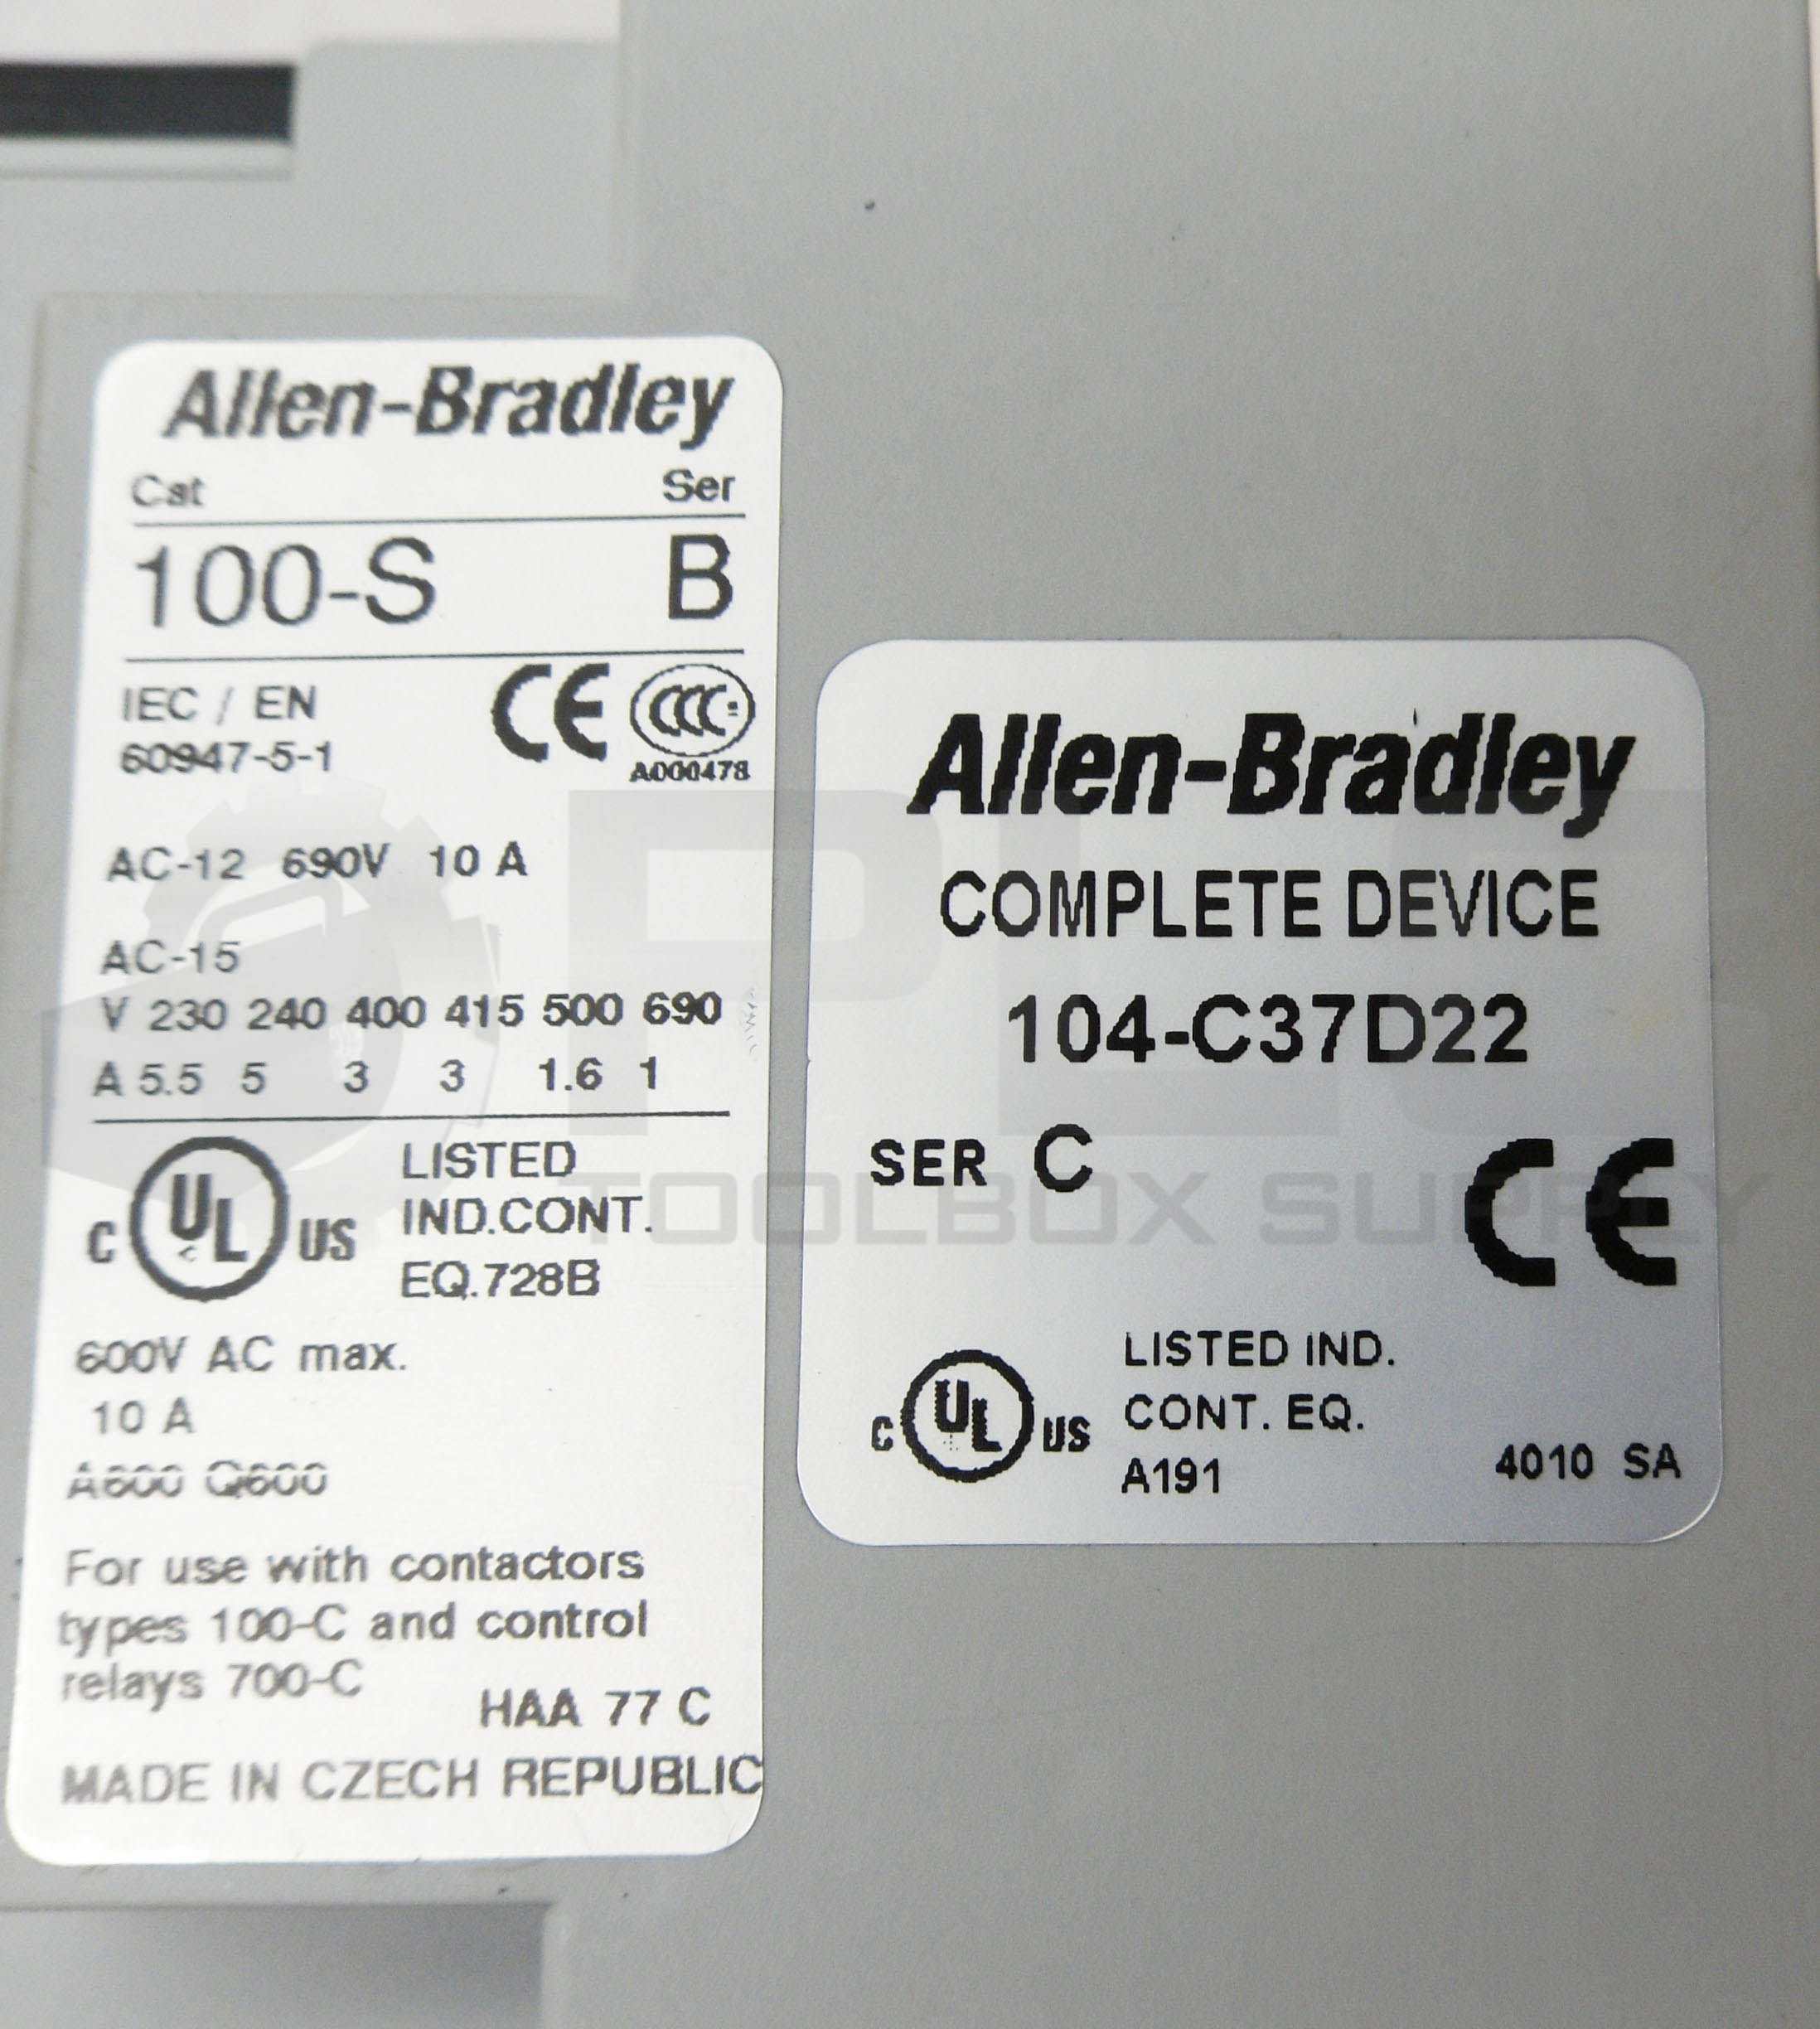 Allen-Bradley
Cat Ser
100-S B
IEC / EN
60947-5-1
CE
CCC
A000478
AC-12 690V 10 A
AC-15
V 230 240 400 415 500 690
A 5.5 5 3 3 1.6 1
C UL US
LISTED
IND.CONT.
EQ.728B
600V AC max.
10 A
A600 Q600
For use with contactors
types 100-C and control
relays 700-C
HAA 77 C
MADE IN CZECH REPUBLIC
Allen-Bradley
COMPLETE DEVICE
104-C37D22
SER C
CE
C UL US
LISTED IND.
CONT. EQ.
A191
4010 SA
PLC
TOOLBOX SUPPLY